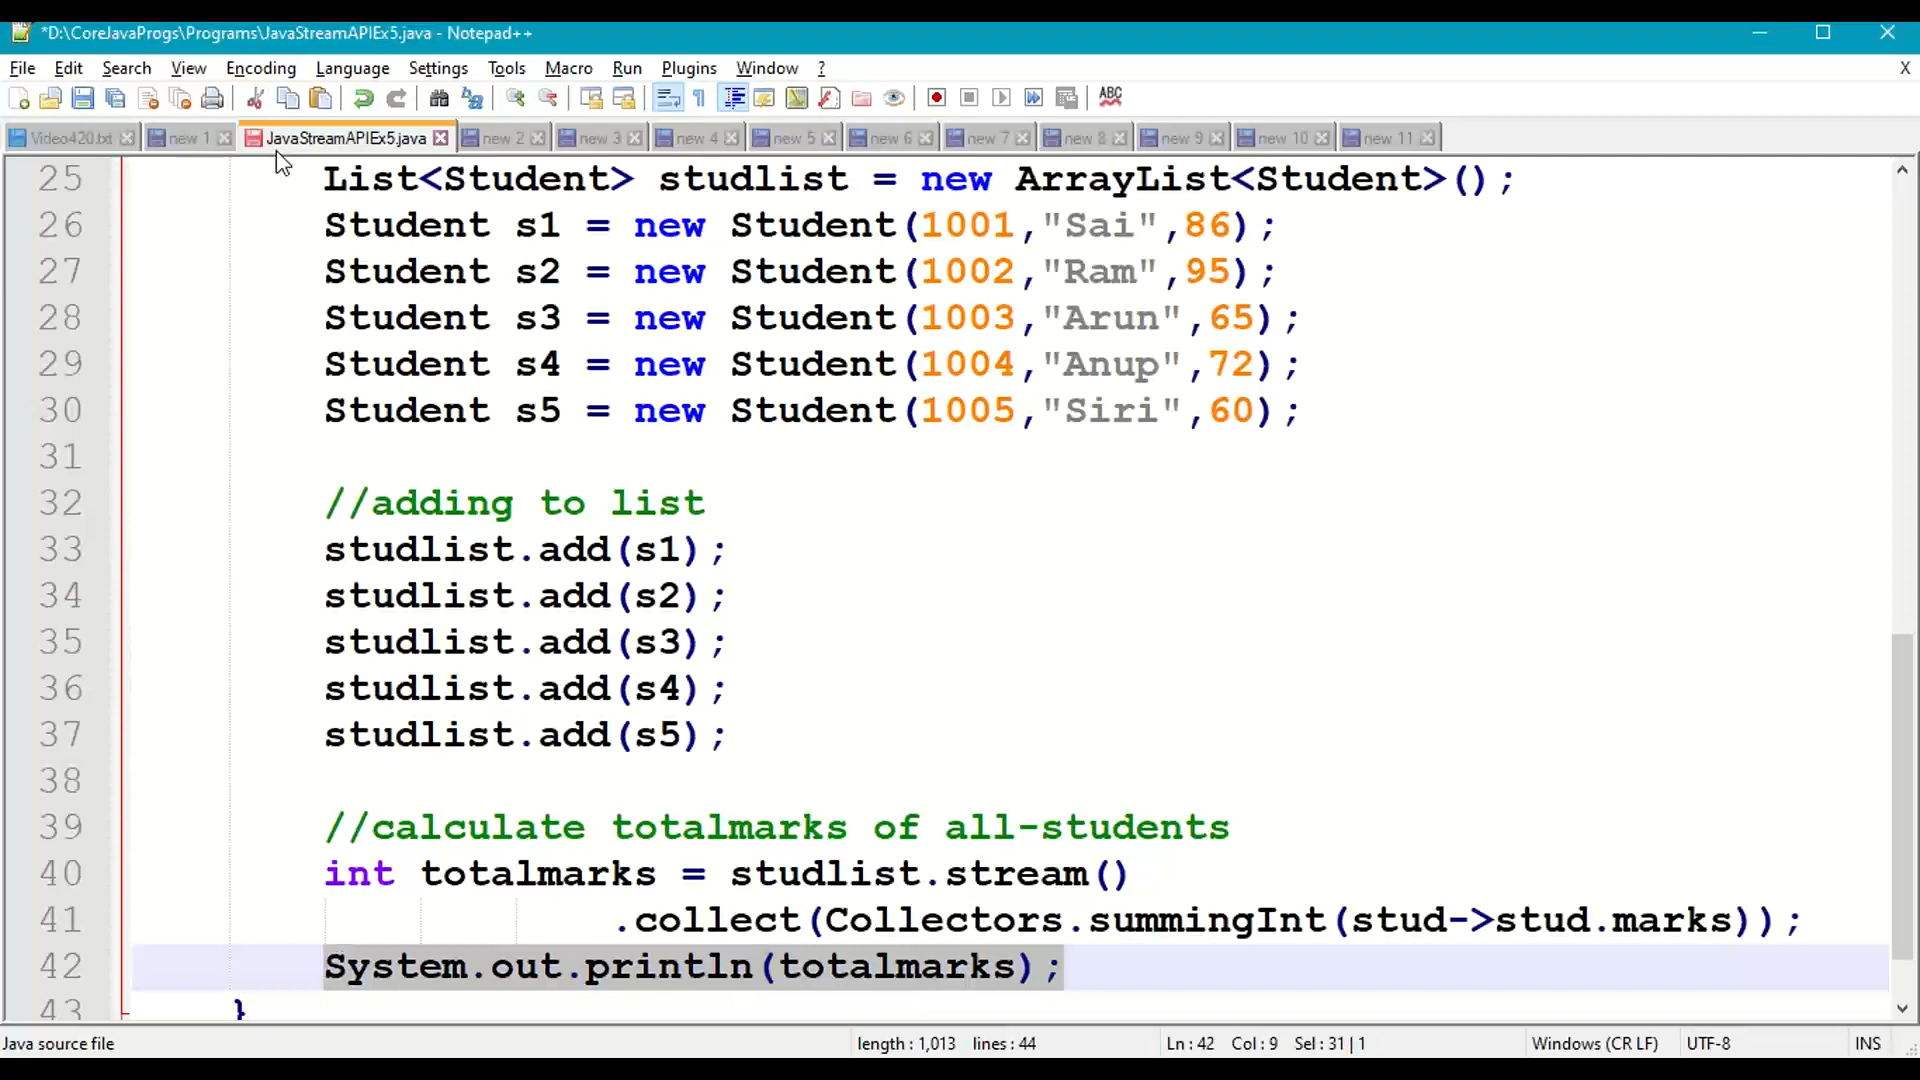 *D:\CoreJavaProgs\Programs\JavaStreamAPIEx5.java - Notepad++
File Edit Search View Encoding Language Settings Tools Macro Run Plugins Window ? X
ABC
Video420.txt new 1 JavaStreamAPIEx5.java new 2 new 3 new 4 new 5 new 6 new 7 new 8 new 9 new 10 new 11
25 List<Student> studlist = new ArrayList<Student>();
26 Student s1 = new Student(1001,"Sai",86);
27 Student s2 = new Student(1002,"Ram",95);
28 Student s3 = new Student(1003,"Arun",65);
29 Student s4 = new Student(1004,"Anup",72);
30 Student s5 = new Student(1005,"Siri",60);
31
32 //adding to list
33 studlist.add(s1);
34 studlist.add(s2);
35 studlist.add(s3);
36 studlist.add(s4);
37 studlist.add(s5);
38
39 //calculate totalmarks of all-students
40 int totalmarks = studlist.stream()
41 .collect(Collectors.summingInt(stud->stud.marks));
42 System.out.println(totalmarks);
43 }
Java source file length : 1,013 lines : 44 Ln : 42 Col : 9 Sel : 31 | 1 Windows (CR LF) UTF-8 INS